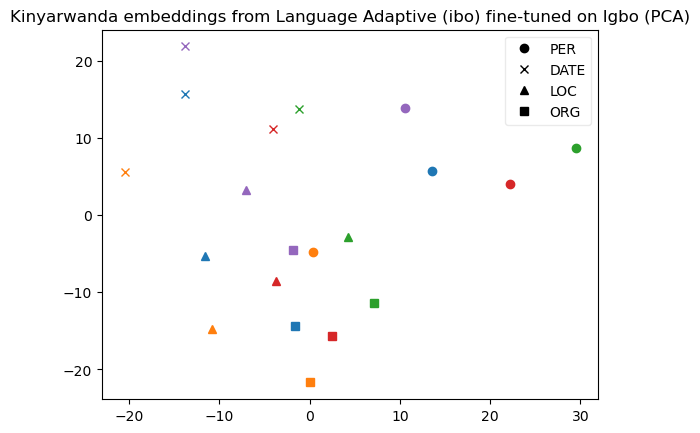 Kinyarwanda embeddings from Language Adaptive (ibo) fine-tuned on Igbo (PCA)
PER
DATE
LOC
ORG
20
10
0
−10
−20
−20
−10
0
10
20
30